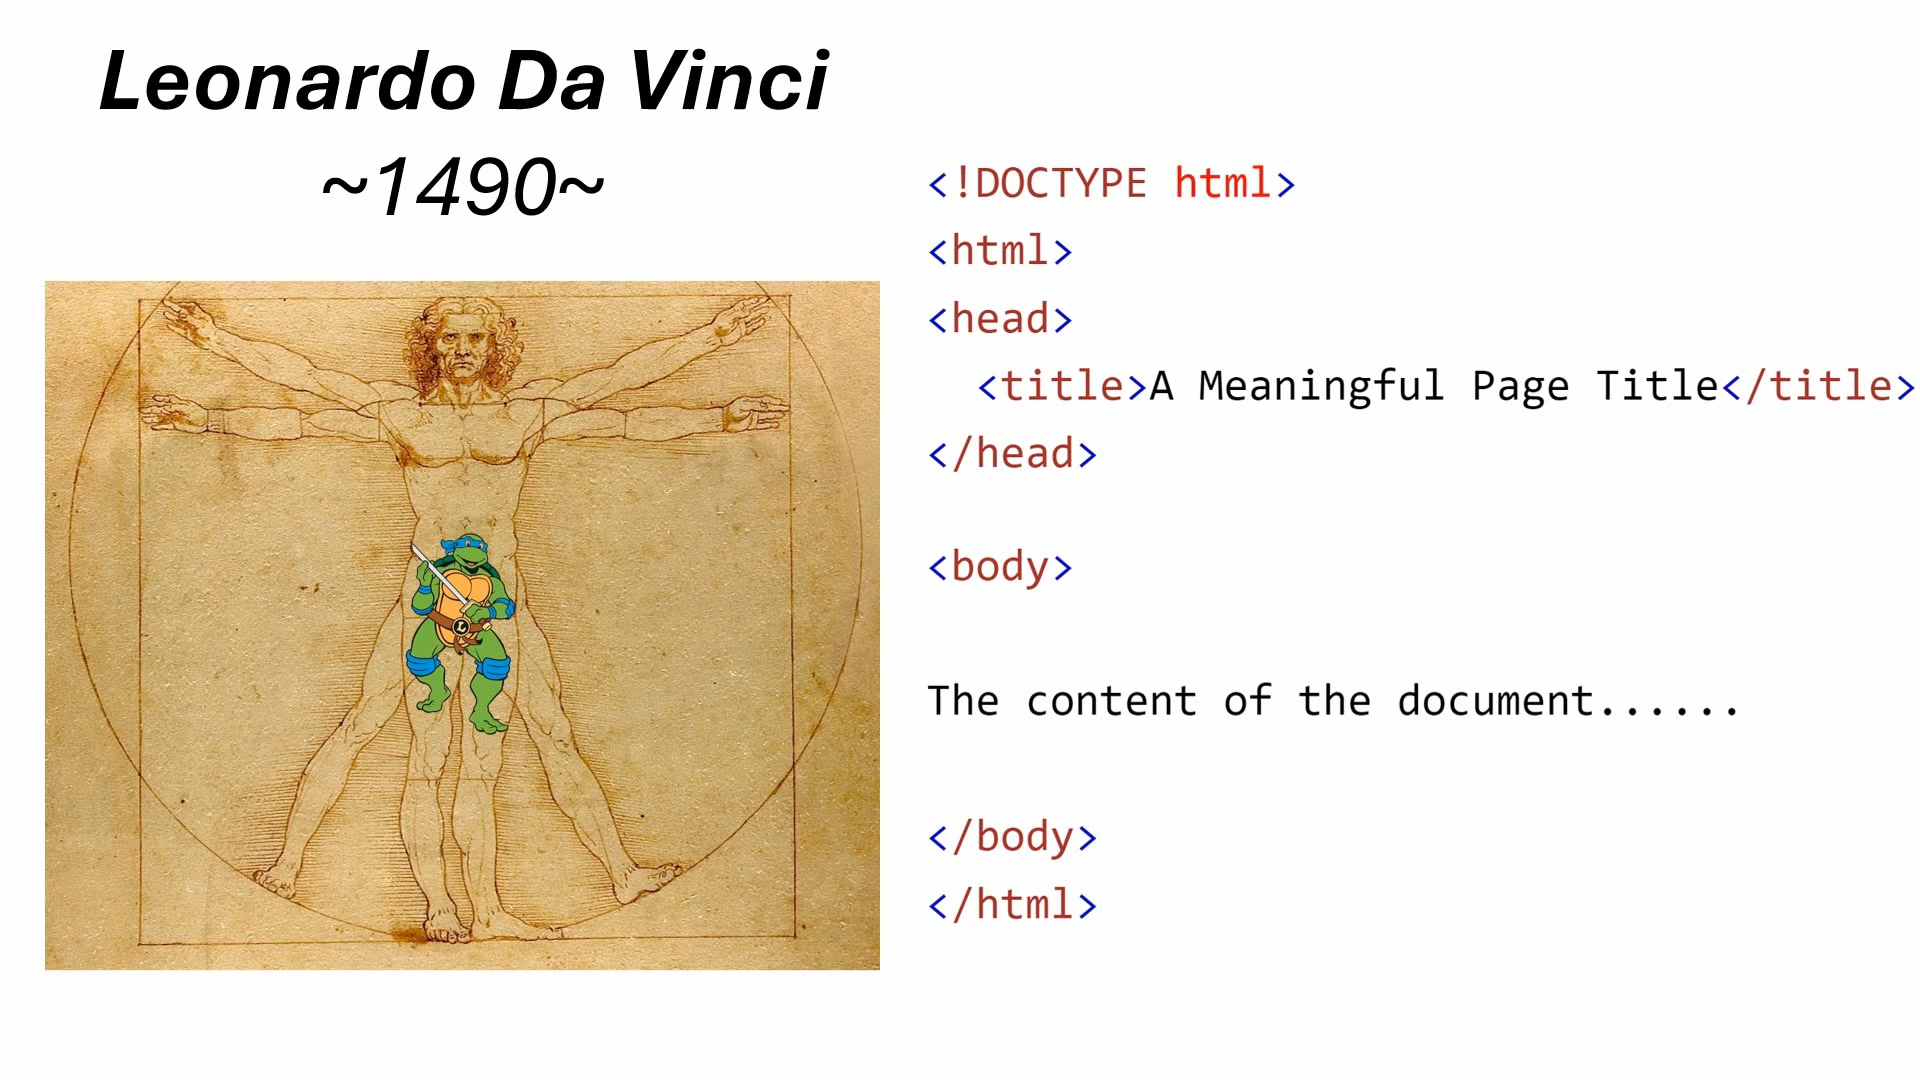 Leonardo Da Vinci
~1490~
<!DOCTYPE html>
<html>
<head>
<title>A Meaningful Page Title</title>
</head>
<body>
The content of the document......
</body>
</html>
L